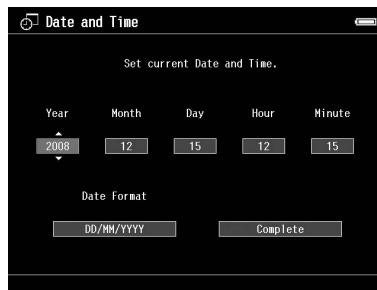 Date and Time
Set current Date and Time.
Year Month Day Hour Minute
2008 12 15 12 15
Date Format
DD/MM/YYYY Complete